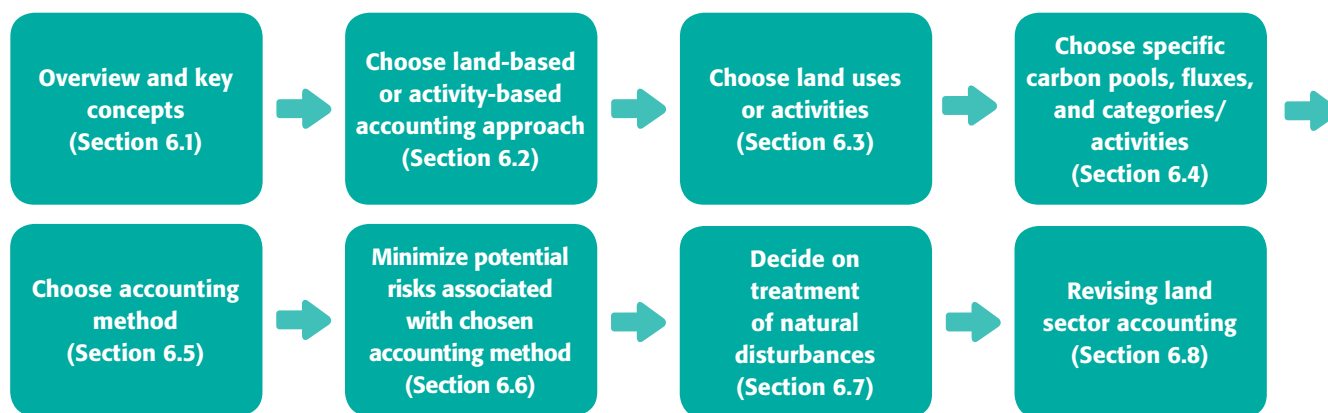 Overview and key
concepts
(Section 6.1)
Choose land-based
or activity-based
accounting approach
(Section 6.2)
Choose land uses
or activities
(Section 6.3)
Choose specific
carbon pools, fluxes,
and categories/
activities
(Section 6.4)
Choose accounting
method
(Section 6.5)
Minimize potential
risks associated
with chosen
accounting method
(Section 6.6)
Decide on
treatment
of natural
disturbances
(Section 6.7)
Revising land
sector accounting
(Section 6.8)